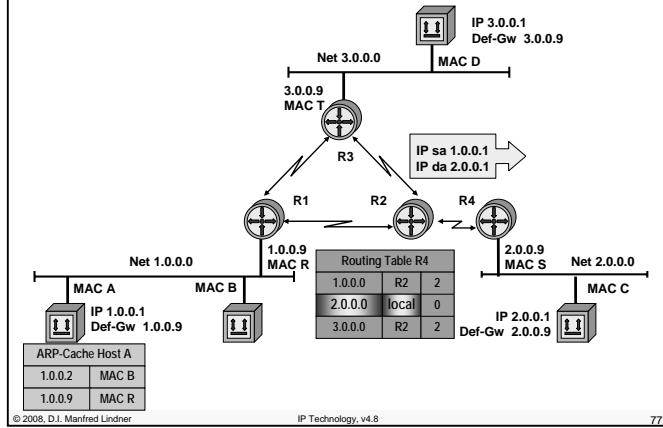 IP 3.0.0.1
Def-Gw 3.0.0.9
Net 3.0.0.0
MAC D
3.0.0.9
MAC T
R3
IP sa 1.0.0.1
IP da 2.0.0.1
R1
R2
R4
1.0.0.9
MAC R
2.0.0.9
MAC S
Net 1.0.0.0
Net 2.0.0.0
MAC A
MAC B
MAC C
Routing Table R4
1.0.0.0 R2 2
2.0.0.0 local 0
3.0.0.0 R2 2
IP 1.0.0.1
Def-Gw 1.0.0.9
IP 2.0.0.1
Def-Gw 2.0.0.9
ARP-Cache Host A
1.0.0.2 MAC B
1.0.0.9 MAC R
© 2008, D.I. Manfred Lindner
IP Technology, v4.8
77